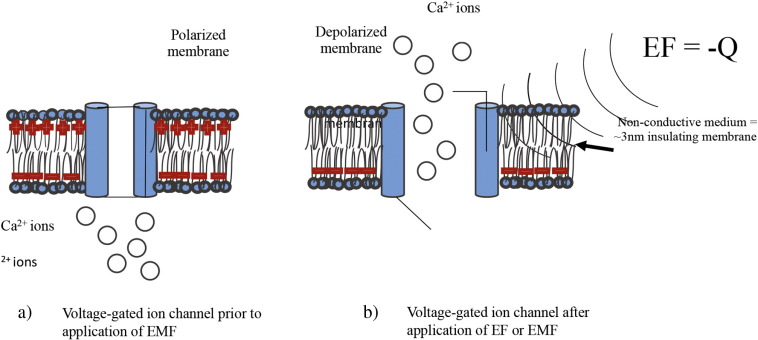 Polarized
membrane
Ca²⁺ ions
²⁺ ions
a) Voltage-gated ion channel prior to
application of EMF
Ca²⁺ ions
Depolarized
membrane
membran
EF = -Q
Non-conductive medium =
~3nm insulating membrane
b) Voltage-gated ion channel after
application of EF or EMF